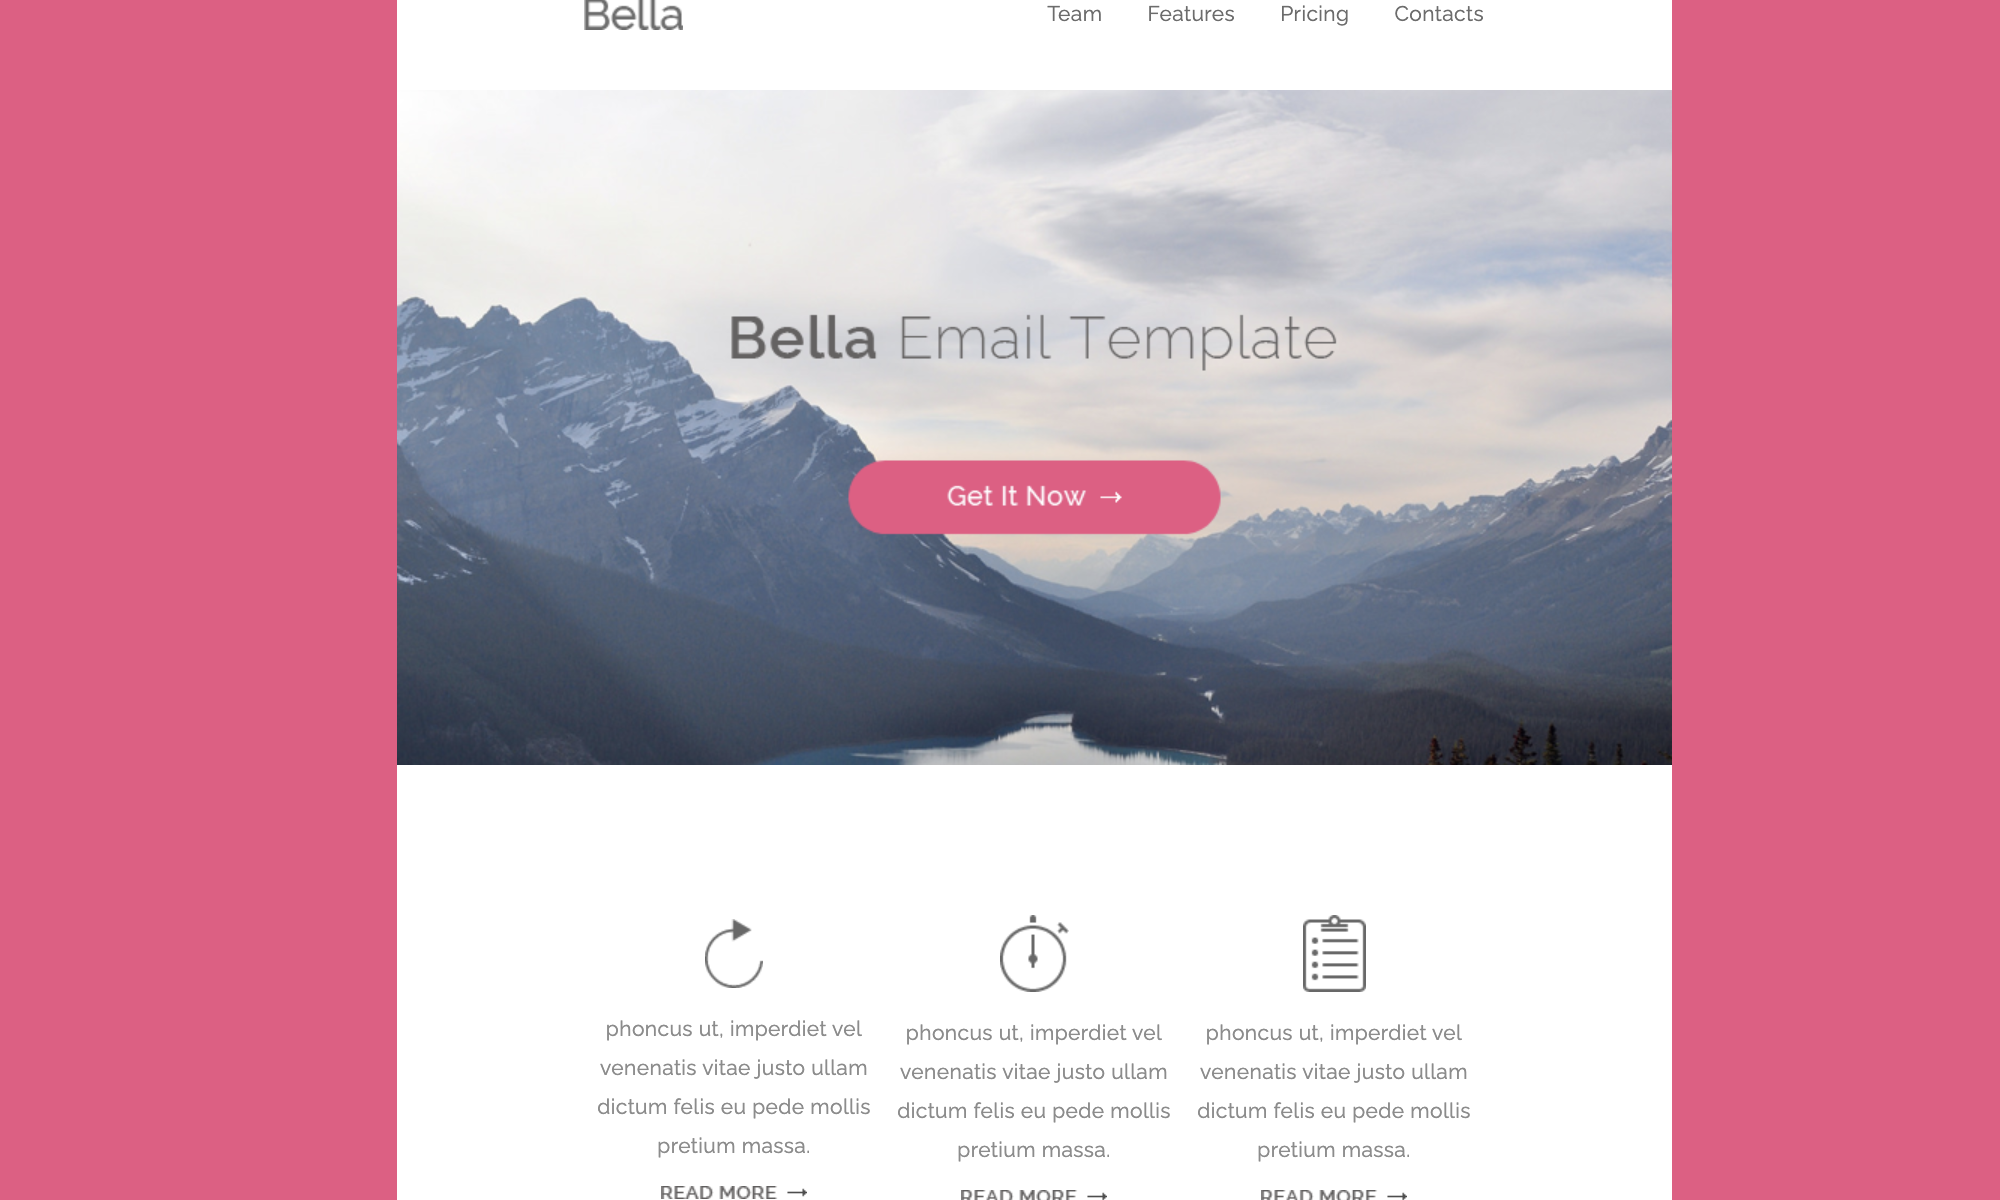 Bella
Team Features Pricing Contacts
Bella Email Template
Get It Now →
phoncus ut, imperdiet vel
venenatis vitae justo ullam
dictum felis eu pede mollis
pretium massa.
READ MORE →
phoncus ut, imperdiet vel
venenatis vitae justo ullam
dictum felis eu pede mollis
pretium massa.
READ MORE →
phoncus ut, imperdiet vel
venenatis vitae justo ullam
dictum felis eu pede mollis
pretium massa.
READ MORE →